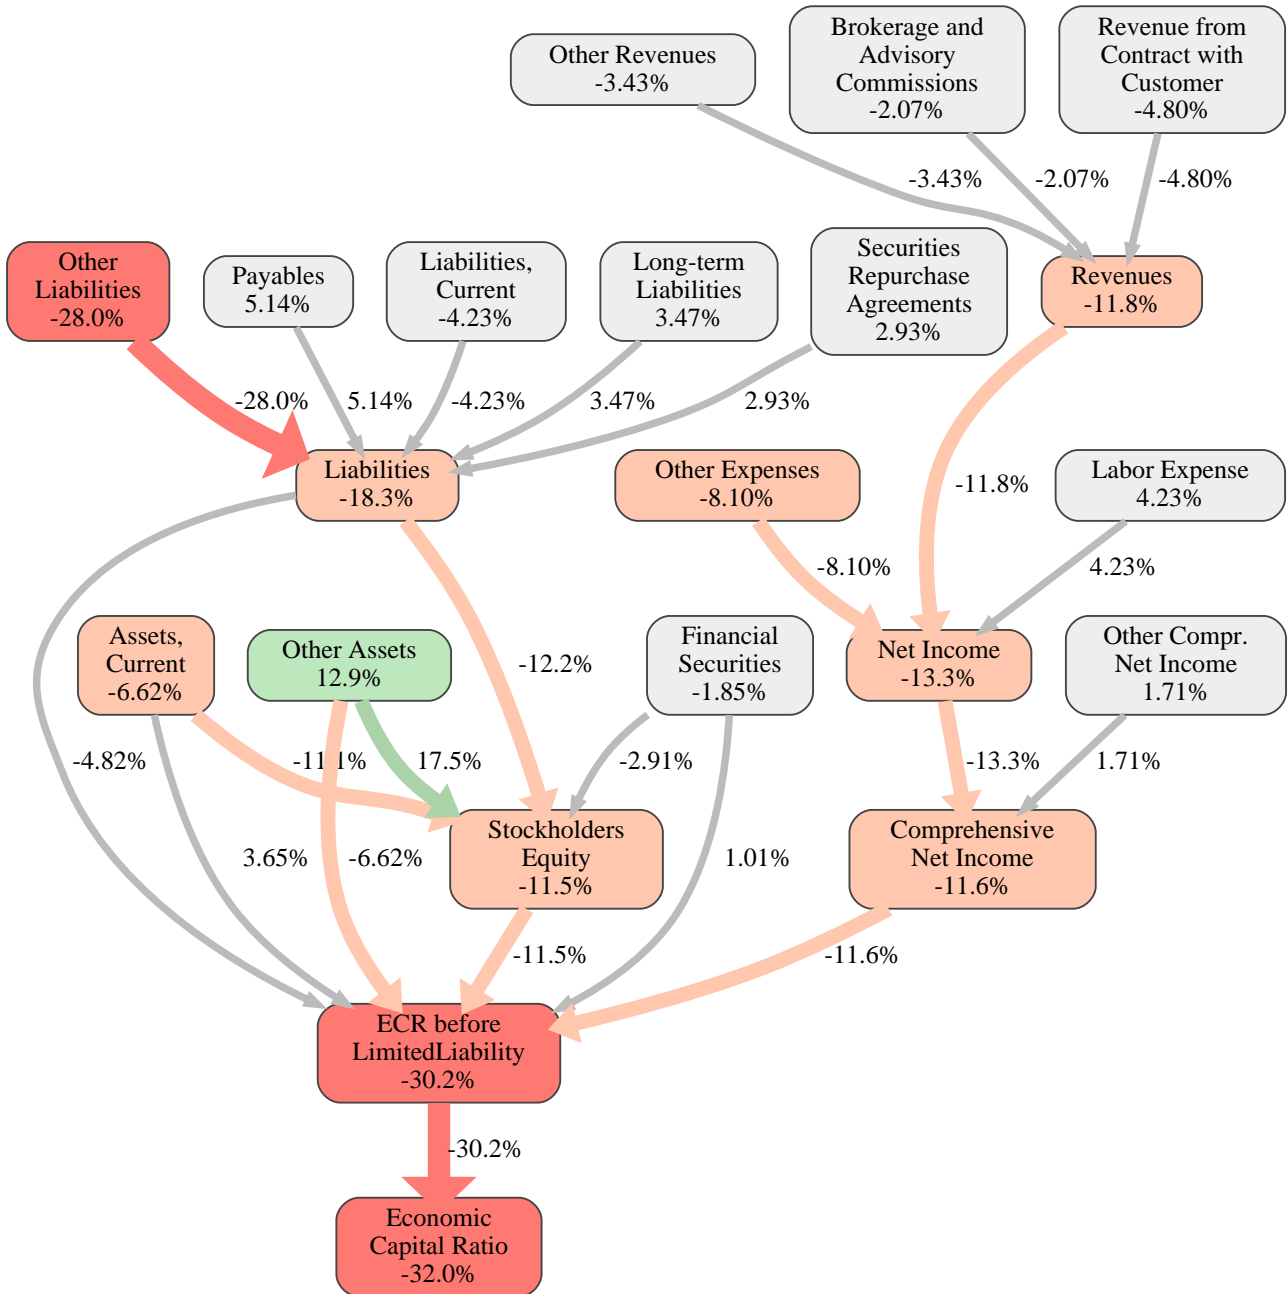 Other Revenues
-3.43%
Brokerage and
Advisory
Commissions
-2.07%
Revenue from
Contract with
Customer
-4.80%
-3.43%
-2.07%
-4.80%
Other
Liabilities
-28.0%
Payables
5.14%
Liabilities,
Current
-4.23%
Long-term
Liabilities
3.47%
Securities
Repurchase
Agreements
2.93%
Revenues
-11.8%
-28.0%
5.14%
-4.23%
3.47%
2.93%
-11.8%
Liabilities
-18.3%
Other Expenses
-8.10%
Labor Expense
4.23%
-8.10%
4.23%
Assets,
Current
-6.62%
Other Assets
12.9%
-12.2%
Financial
Securities
-1.85%
Net Income
-13.3%
Other Compr.
Net Income
1.71%
-4.82%
-11.1%
17.5%
-2.91%
-13.3%
1.71%
3.65%
-6.62%
Stockholders
Equity
-11.5%
1.01%
Comprehensive
Net Income
-11.6%
-11.5%
-11.6%
ECR before
LimitedLiability
-30.2%
-30.2%
Economic
Capital Ratio
-32.0%